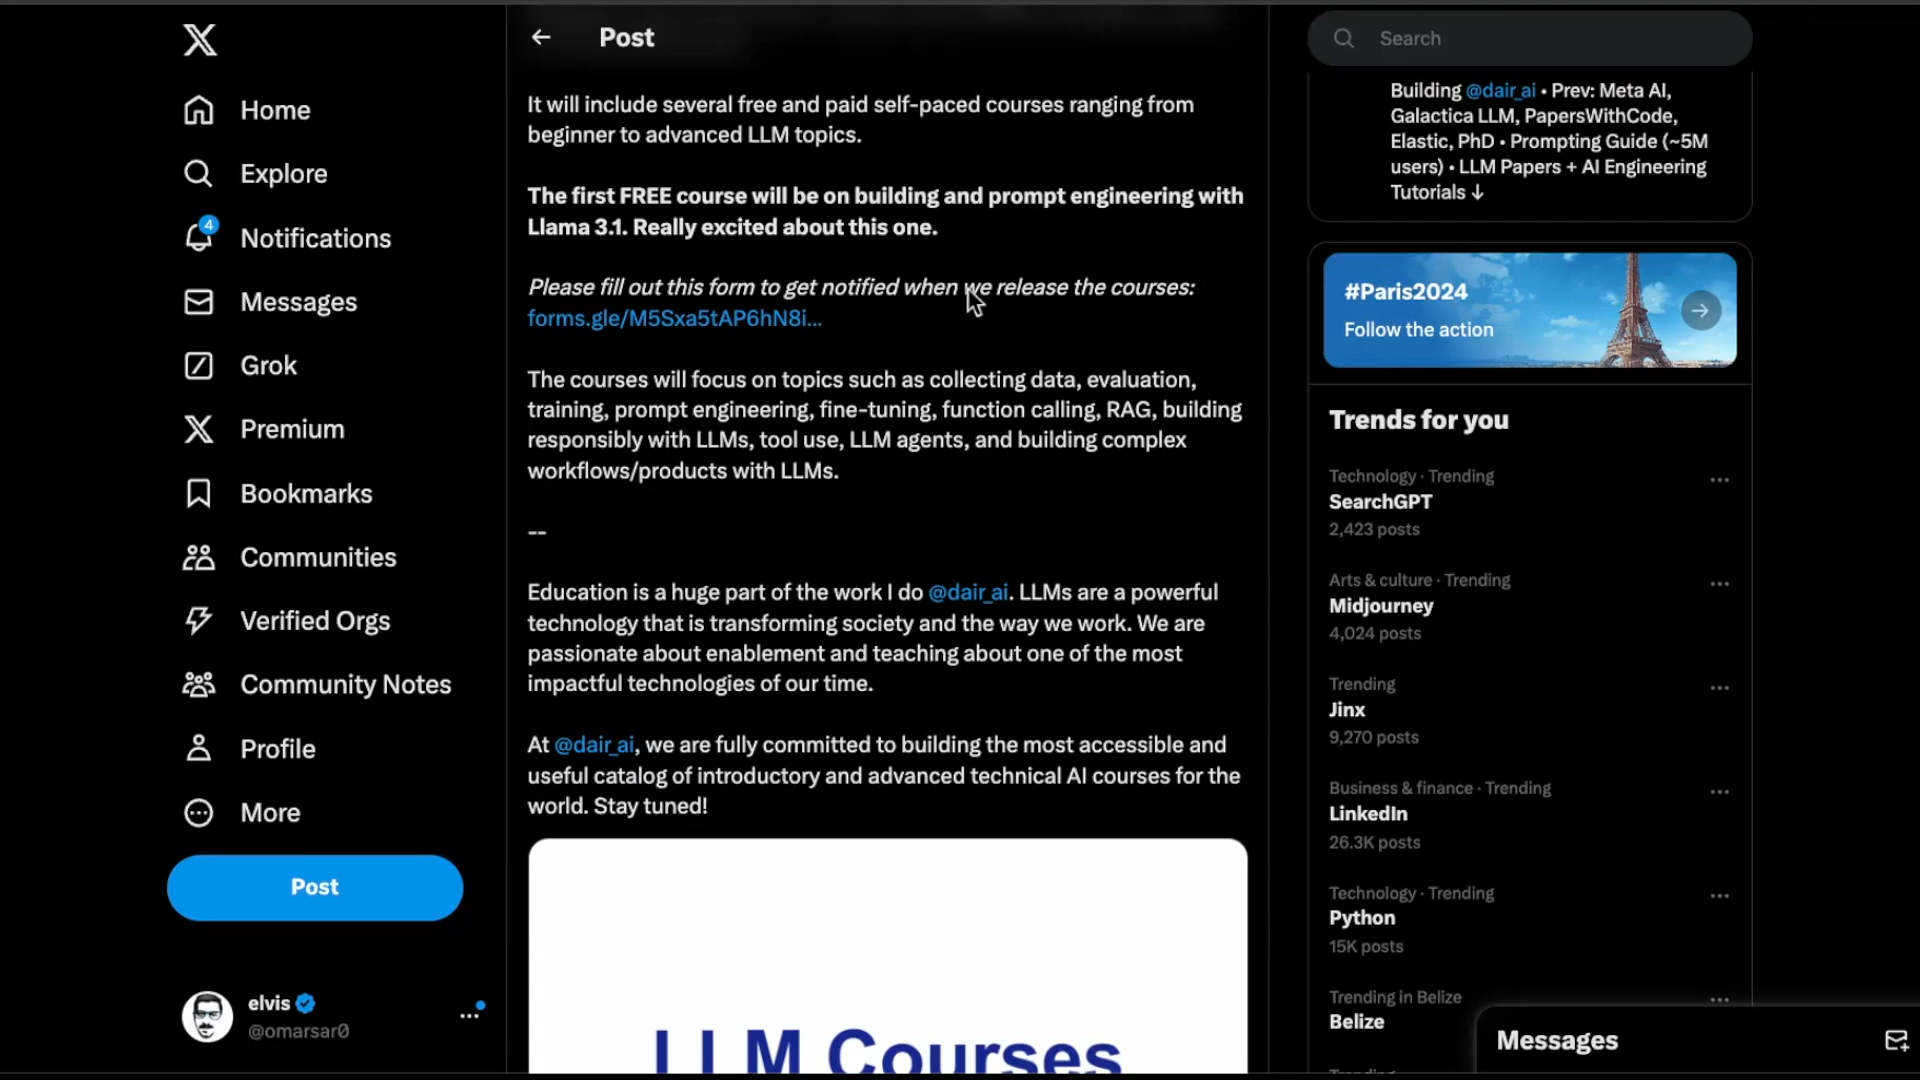 Home
Explore
4
Notifications
Messages
Grok
Premium
Bookmarks
Communities
Verified Orgs
Community Notes
Profile
More
Post
elvis
@omarsar0
Post
It will include several free and paid self-paced courses ranging from
beginner to advanced LLM topics.
The first FREE course will be on building and prompt engineering with
Llama 3.1. Really excited about this one.
Please fill out this form to get notified when we release the courses:
forms.gle/M5Sxa5tAP6hN8i...
The courses will focus on topics such as collecting data, evaluation,
training, prompt engineering, fine-tuning, function calling, RAG, building
responsibly with LLMs, tool use, LLM agents, and building complex
workflows/products with LLMs.
--
Education is a huge part of the work I do @dair_ai. LLMs are a powerful
technology that is transforming society and the way we work. We are
passionate about enablement and teaching about one of the most
impactful technologies of our time.
At @dair_ai, we are fully committed to building the most accessible and
useful catalog of introductory and advanced technical AI courses for the
world. Stay tuned!
LLM Courses
Search
Building @dair_ai • Prev: Meta AI,
Galactica LLM, PapersWithCode,
Elastic, PhD • Prompting Guide (~5M
users) • LLM Papers + AI Engineering
Tutorials ↓
#Paris2024
Follow the action
Trends for you
Technology · Trending
SearchGPT
2,423 posts
Arts & culture · Trending
Midjourney
4,024 posts
Trending
Jinx
9,270 posts
Business & finance · Trending
LinkedIn
26.3K posts
Technology · Trending
Python
15K posts
Trending in Belize
Belize
Messages